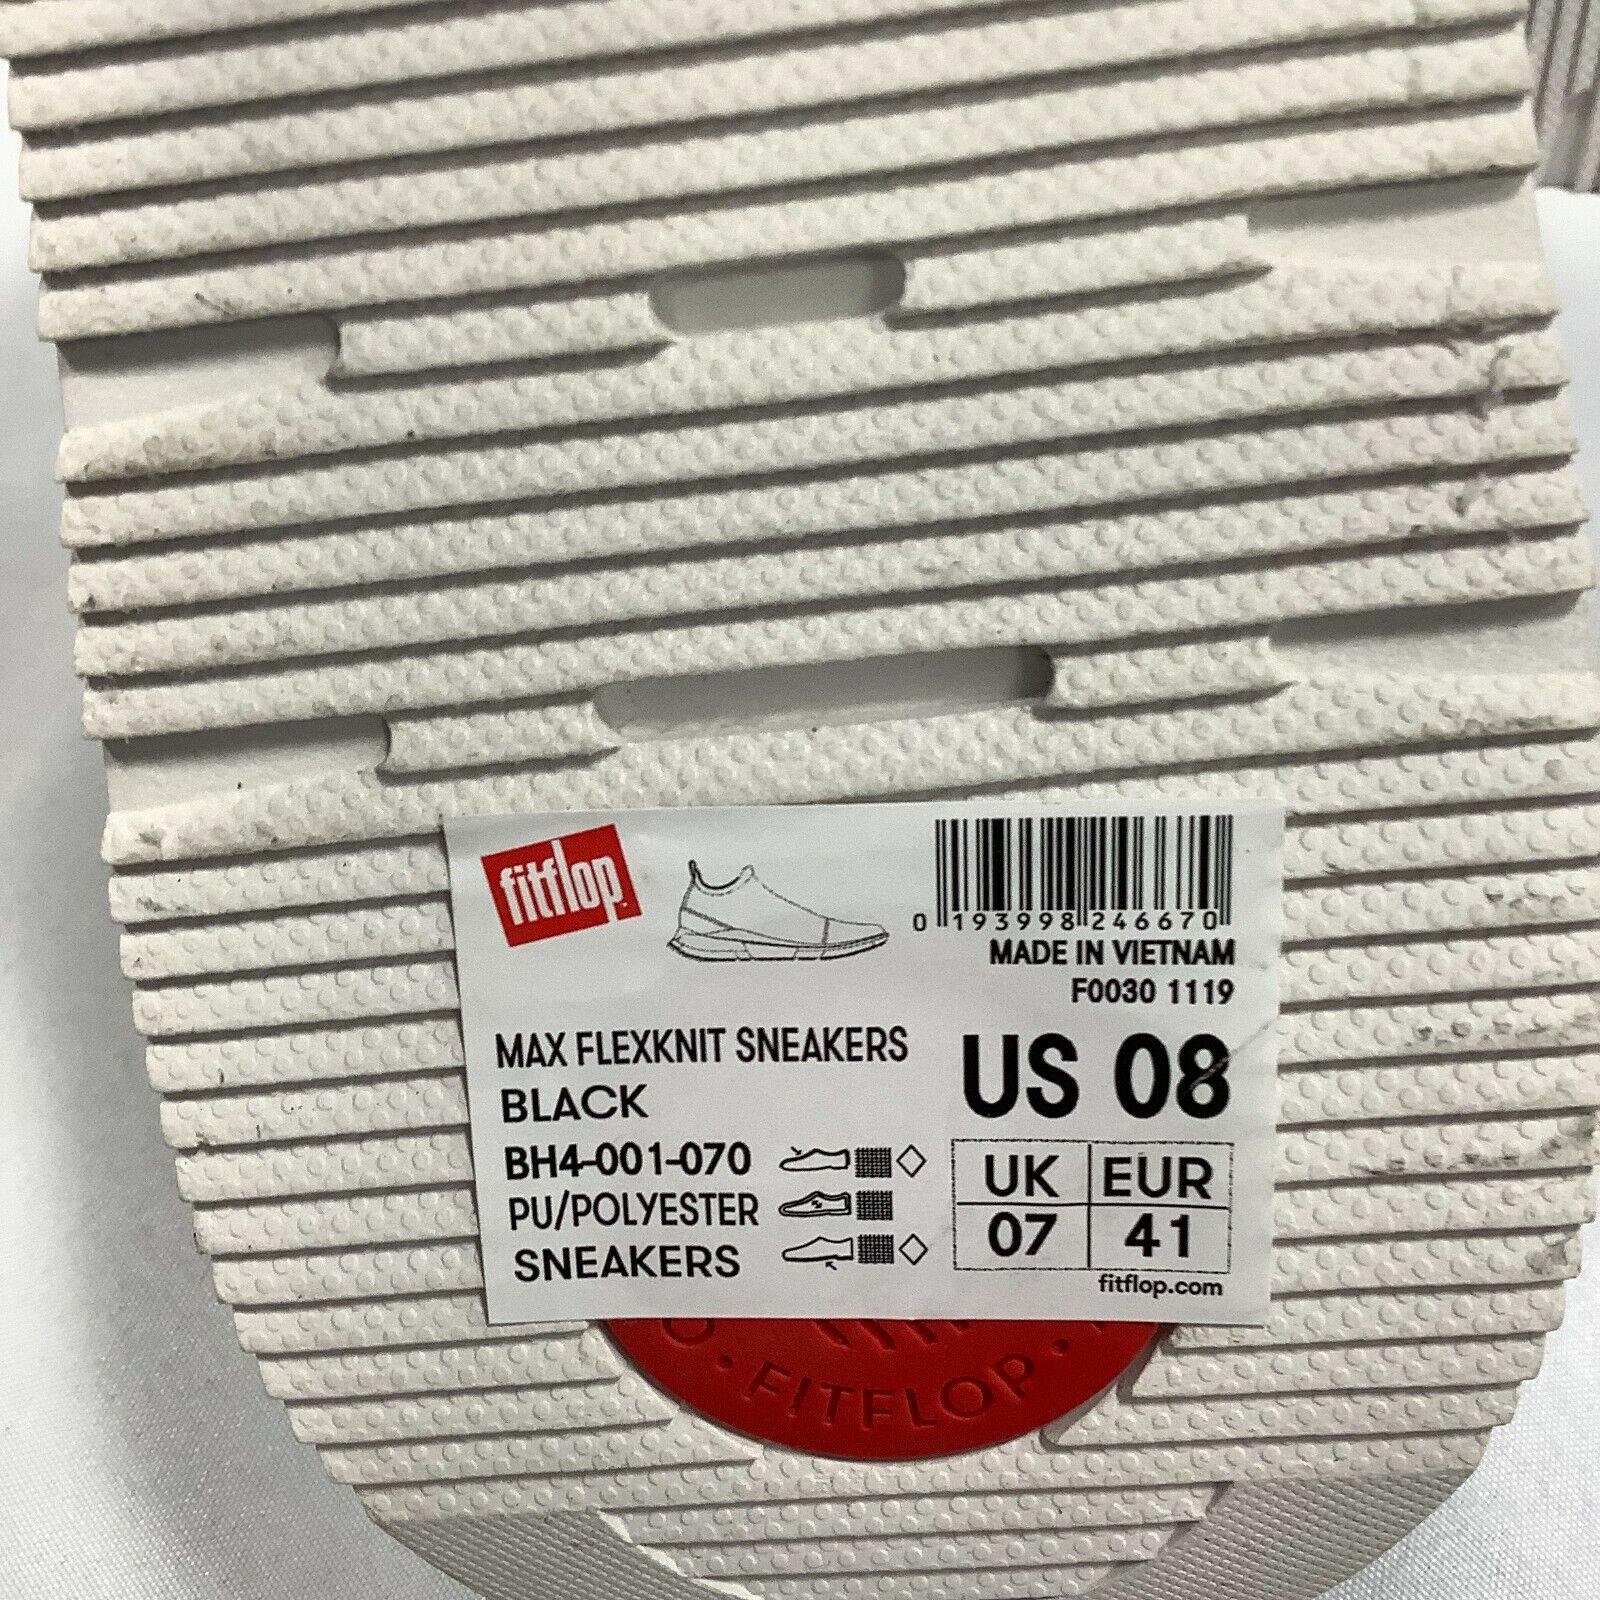 fitflop
0 193998 246670
MADE IN VIETNAM
F0030 1119
MAX FLEXKNIT SNEAKERS
US 08
BLACK
BH4-001-070
PU/POLYESTER
SNEAKERS
UK EUR
07 41
fitflop.com
FITFLOP